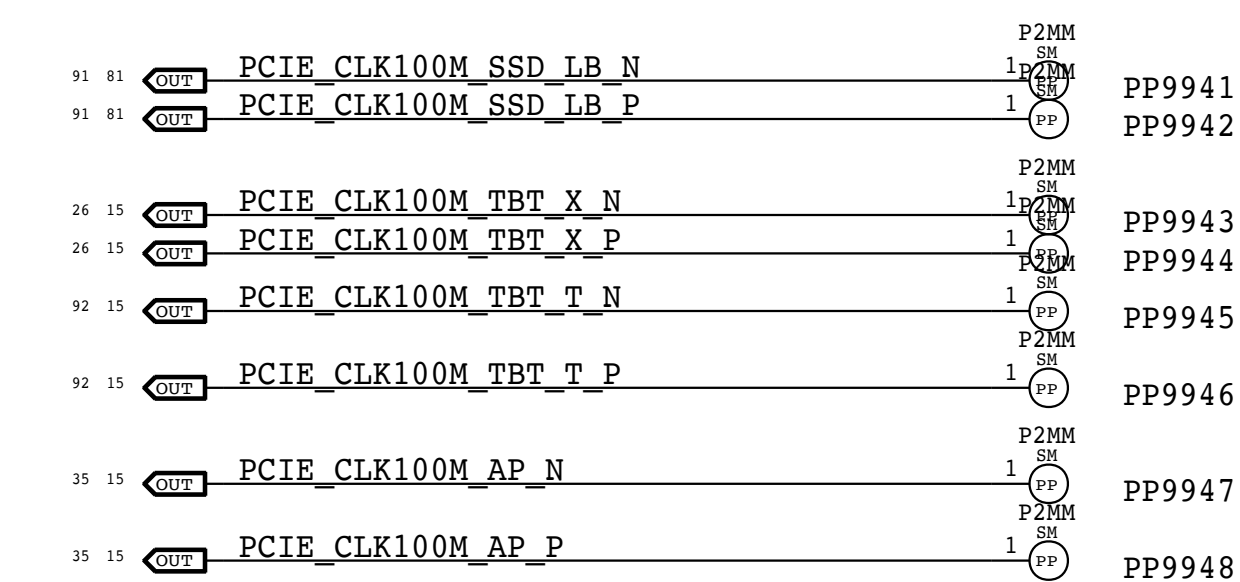 P2MM
SM
91 81 OUT PCIE_CLK100M_SSD_LB_N 1 PP PP9941
P2MM
SM
91 81 OUT PCIE_CLK100M_SSD_LB_P 1 PP PP9942
P2MM
SM
26 15 OUT PCIE_CLK100M_TBT_X_N 1 PP PP9943
P2MM
SM
26 15 OUT PCIE_CLK100M_TBT_X_P 1 PP PP9944
P2MM
SM
92 15 OUT PCIE_CLK100M_TBT_T_N 1 PP PP9945
P2MM
SM
92 15 OUT PCIE_CLK100M_TBT_T_P 1 PP PP9946
P2MM
SM
35 15 OUT PCIE_CLK100M_AP_N 1 PP PP9947
P2MM
SM
35 15 OUT PCIE_CLK100M_AP_P 1 PP PP9948